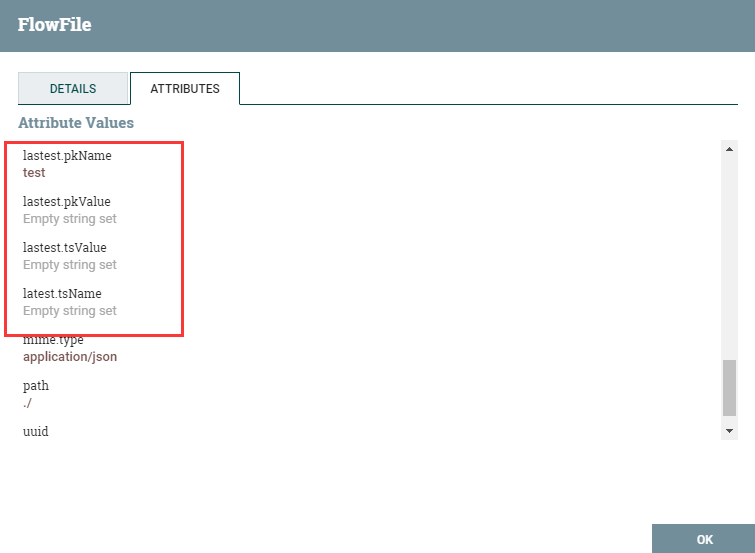 FlowFile
DETAILS
ATTRIBUTES
Attribute Values
lastest.pkName
test
lastest.pkValue
Empty string set
lastest.tsValue
Empty string set
latest.tsName
Empty string set
mime.type
application/json
path
./
uuid
OK